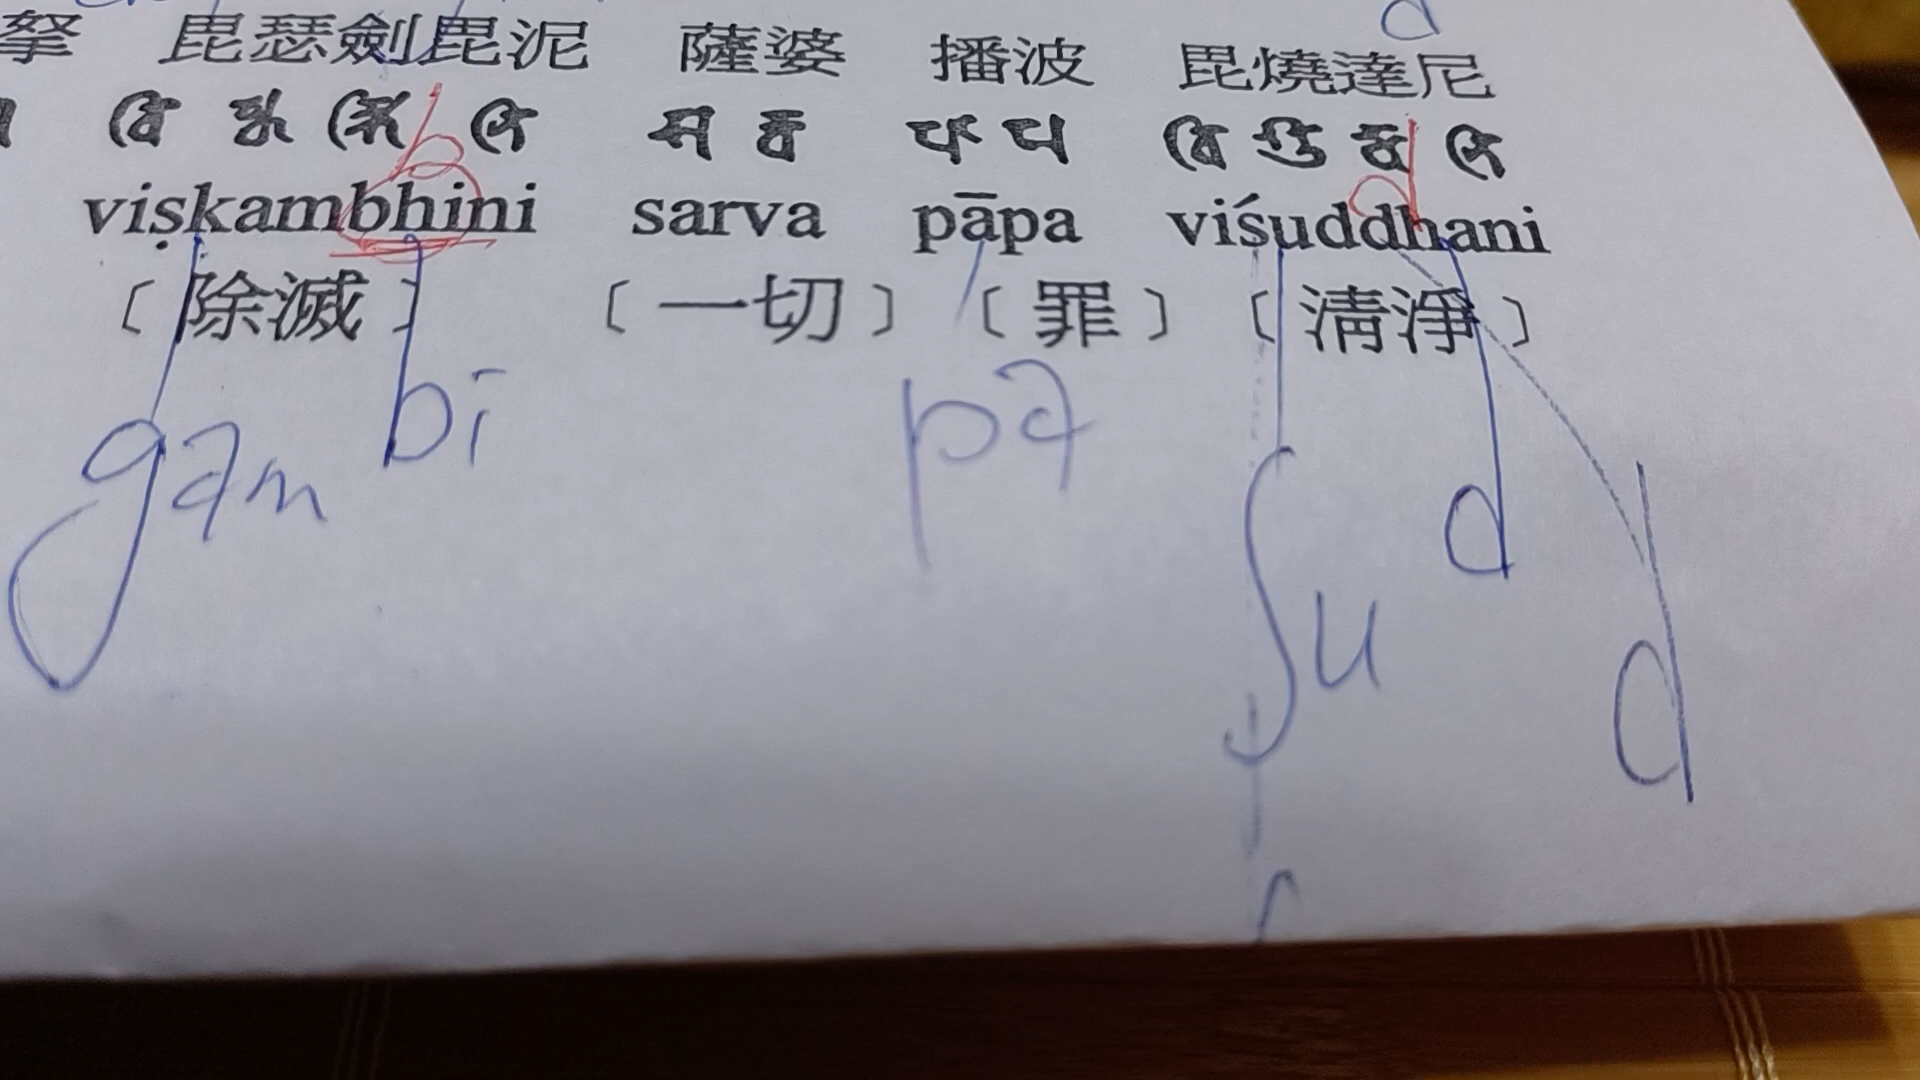 d
拏 毘瑟劍毘泥 薩婆 播波 毘燒達尼
b d
viṣkambhini sarva pāpa viśuddhani
〔除滅〕 〔一切〕 〔罪〕 〔清淨〕
gam bi pa ʃu d d